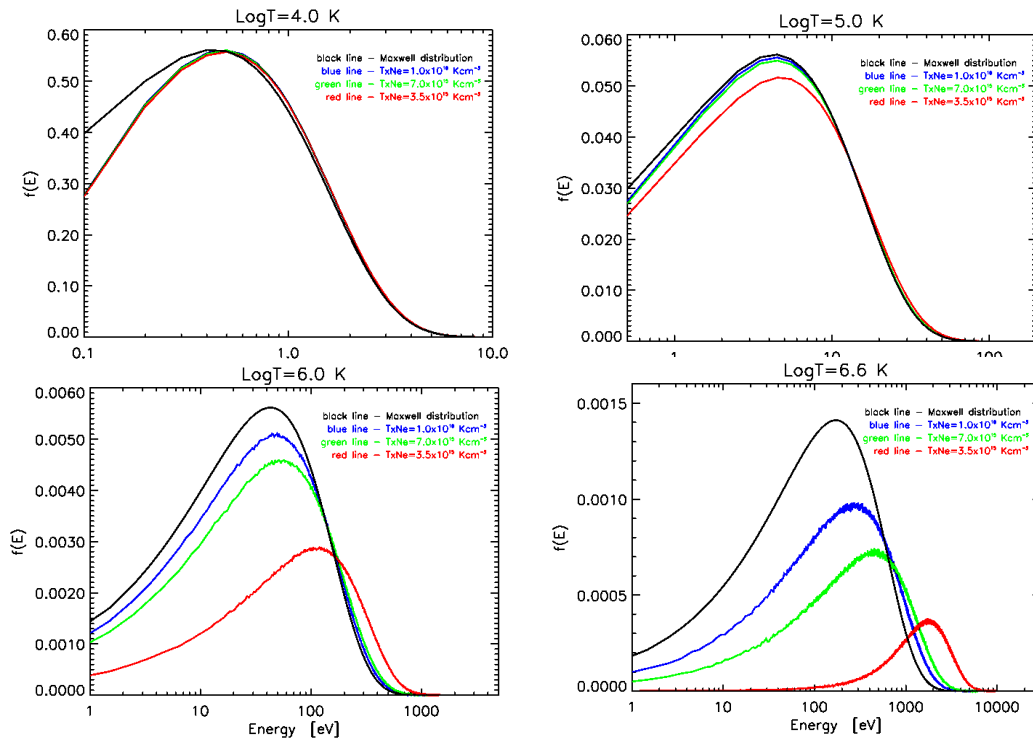 LogT=4.0 K
0.60
0.50
0.40
0.30
0.20
0.10
0.00
f(E)
black line – Maxwell distribution
blue line – TxNe=1.0x10¹⁶ Kcm⁻³
green line – TxNe=7.0x10¹⁵ Kcm⁻³
red line – TxNe=3.5x10¹⁵ Kcm⁻³
0.1
1.0
10.0
LogT=5.0 K
0.060
0.050
0.040
0.030
0.020
0.010
0.000
f(E)
black line – Maxwell distribution
blue line – TxNe=1.0x10¹⁶ Kcm⁻³
green line – TxNe=7.0x10¹⁵ Kcm⁻³
red line – TxNe=3.5x10¹⁵ Kcm⁻³
1
10
100
LogT=6.0 K
0.0060
0.0050
0.0040
0.0030
0.0020
0.0010
0.0000
f(E)
black line – Maxwell distribution
blue line – TxNe=1.0x10¹⁶ Kcm⁻³
green line – TxNe=7.0x10¹⁵ Kcm⁻³
red line – TxNe=3.5x10¹⁵ Kcm⁻³
1
10
100
1000
Energy [eV]
LogT=6.6 K
0.0015
0.0010
0.0005
0.0000
f(E)
black line – Maxwell distribution
blue line – TxNe=1.0x10¹⁶ Kcm⁻³
green line – TxNe=7.0x10¹⁵ Kcm⁻³
red line – TxNe=3.5x10¹⁵ Kcm⁻³
1
10
100
1000
10000
Energy [eV]